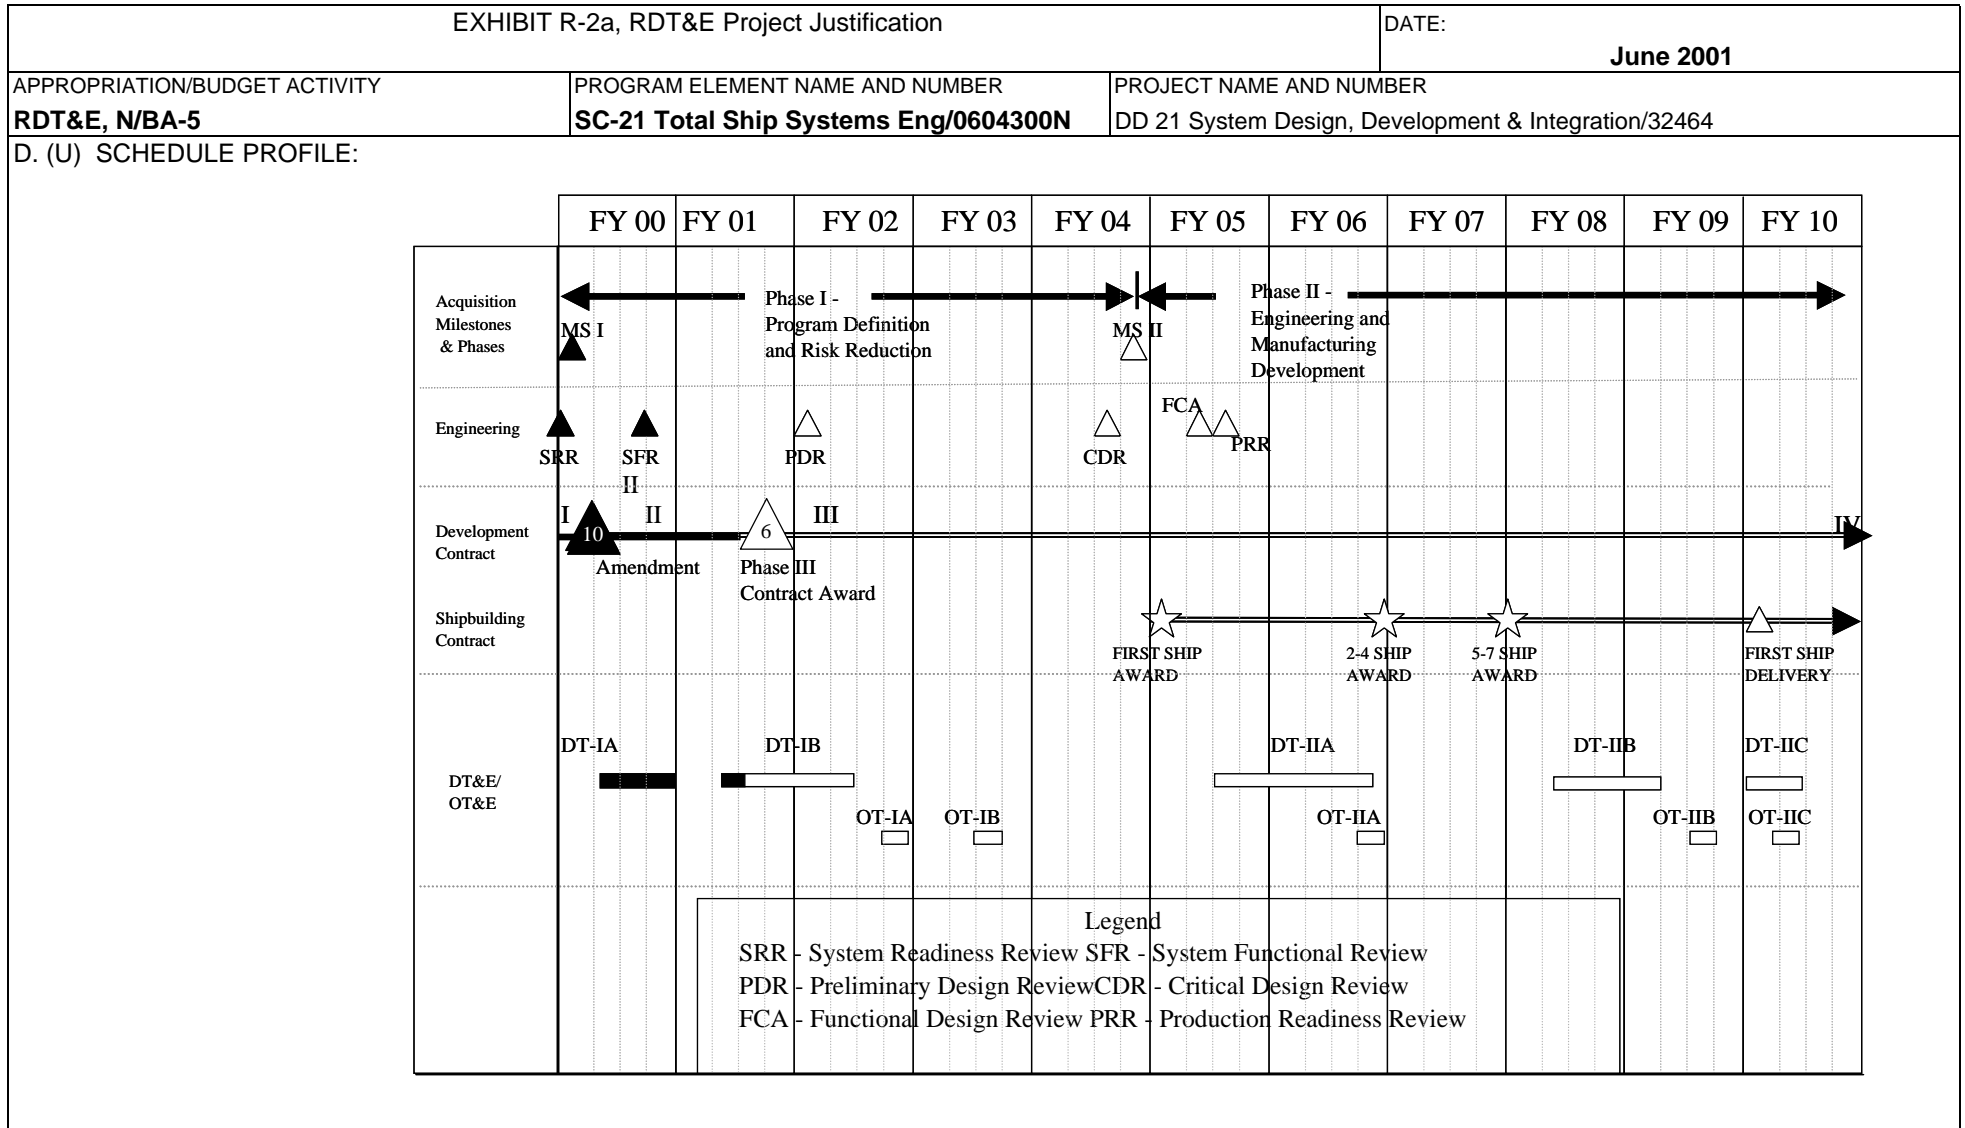 EXHIBIT R-2a, RDT&E Project Justification
DATE:
June 2001
APPROPRIATION/BUDGET ACTIVITY
PROGRAM ELEMENT NAME AND NUMBER
PROJECT NAME AND NUMBER
RDT&E, N/BA-5
SC-21 Total Ship Systems Eng/0604300N
DD 21 System Design, Development & Integration/32464
D. (U) SCHEDULE PROFILE:
FY 00 FY 01 FY 02 FY 03 FY 04 FY 05 FY 06 FY 07 FY 08 FY 09 FY 10
Acquisition
Milestones
& Phases
MS I
Phase I -
Program Definition
and Risk Reduction
MS II
Phase II -
Engineering and
Manufacturing
Development
Engineering
SRR
SFR
II
PDR
CDR
FCA
PRR
Development
Contract
I
10
II
Amendment
6
Phase III
Contract Award
III
IV
Shipbuilding
Contract
FIRST SHIP
AWARD
2-4 SHIP
AWARD
5-7 SHIP
AWARD
FIRST SHIP
DELIVERY
DT&E/
OT&E
DT-IA
DT-IB
DT-IIA
DT-IIB
DT-IIC
OT-IA
OT-IB
OT-IIA
OT-IIB
OT-IIC
Legend
SRR - System Readiness Review SFR - System Functional Review
PDR - Preliminary Design ReviewCDR - Critical Design Review
FCA - Functional Design Review PRR - Production Readiness Review